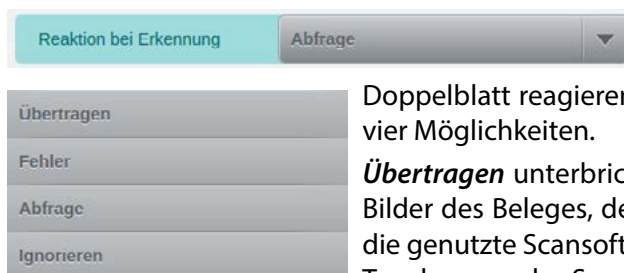 Reaktion bei Erkennung Abfrage
Übertragen
Fehler
Abfrage
Ignorieren
Doppelblatt reagieren
vier Möglichkeiten.
Übertragen unterbric
Bilder des Beleges, de
die genutzte Scansoft